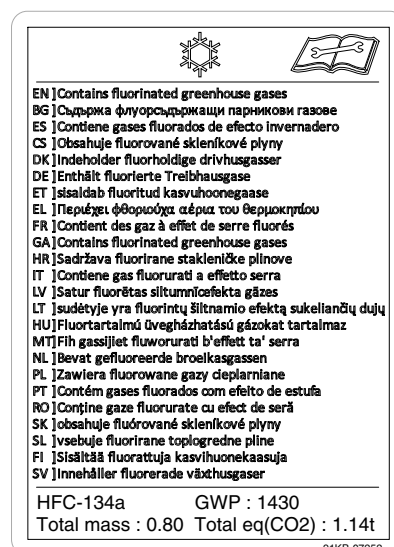 EN ]Contains fluorinated greenhouse gases
BG ]Съдържа флуорсъдържащи парникови газове
ES ]Contiene gases fluorados de efecto invernadero
CS ]Obsahuje fluorované skleníkové plyny
DK]Indeholder fluorholdige drivhusgasser
DE ]Enthält fluorierte Treibhausgase
ET ]sisaldab fluoritud kasvuhoonegaase
EL ]Περιέχει φθοριούχα αέρια του θερμοκηπίου
FR ]Contient des gaz à effet de serre fluorés
GA]Contains fluorinated greenhouse gases
HR]Sadržava fluorirane stakleničke plinove
IT ]Contiene gas fluorurati a effetto serra
LV ]Satur fluorētas siltumnīcefekta gāzes
LT ]sudėtyje yra fluorintų šiltnamio efektą sukeliančių dujų
HU]Fluortartalmú üvegházhatású gázokat tartalmaz
MT]Fih gassijiet fluworurati b'effett ta' serra
NL ]Bevat gefluoreerde broeikasgassen
PL ]Zawiera fluorowane gazy cieplarniane
PT ]Contém gases fluorados com efeito de estufa
RO]Conține gaze fluorurate cu efect de seră
SK ]obsahuje fluórované skleníkové plyny
SL ]vsebuje fluorirane toplogredne pline
FI ]Sisältää fluorattuja kasvihuonekaasuja
SV ]Innehåller fluorerade växthusgaser
HFC-134a GWP : 1430
Total mass : 0.80 Total eq(CO2) : 1.14t